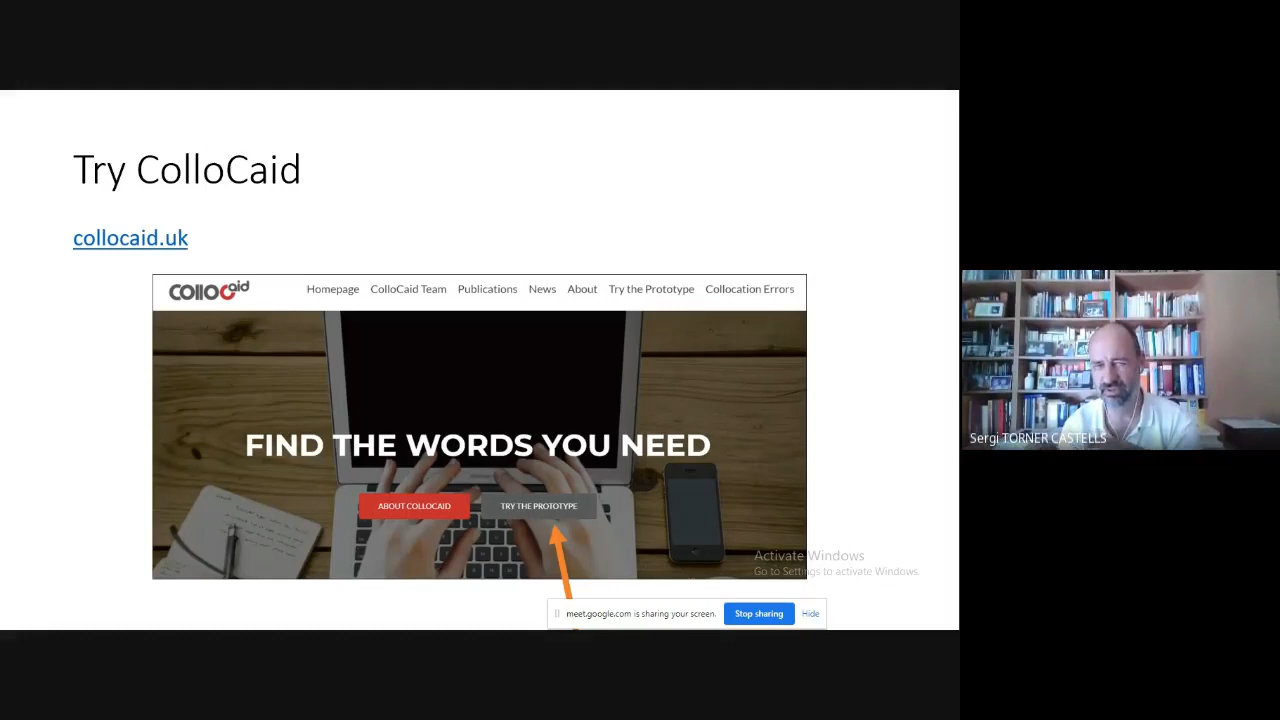 Try ColloCaid
collocaid.uk
collocaid
Homepage ColloCaid Team Publications News About Try the Prototype Collocation Errors
FIND THE WORDS YOU NEED
ABOUT COLLOCAID TRY THE PROTOTYPE
Activate Windows
Go to Settings to activate Windows.
meet.google.com is sharing your screen. Stop sharing Hide
Sergi TORNER CASTELLS